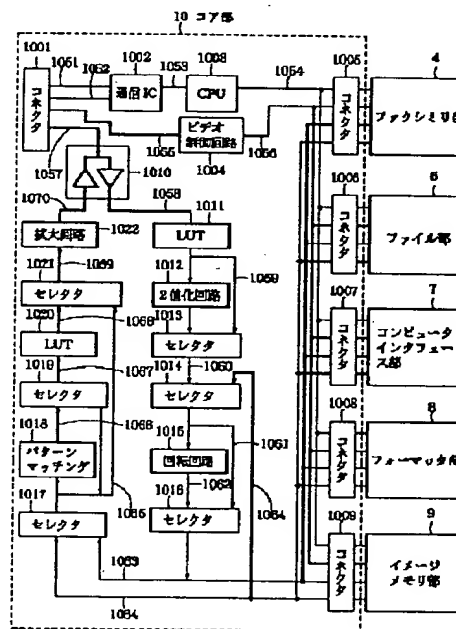 10 コア部
1001
1051
1052
1002
1053
1003
1054
1005
4
コネクタ
通信IC
CPU
コネクタ
ファクシミリ部
1057
1055
ビデオ
制御回路
1004
1056
1010
1058
1070
1006
コネクタ
ファイル部
拡大回路
1022
1011
LUT
1021
1069
1012
1059
セレクタ
2値化回路
1007
7
コネクタ
コンピュータ
インタフェー
ス部
1020
1068
1013
LUT
セレクタ
1019
1067
1014
1060
セレクタ
セレクタ
1008
8
コネクタ
フォーマッタ部
1018
1066
1015
1061
パターン
マッチング
回転回路
1017
1065
1062
1016
1064
セレクタ
セレクタ
1009
9
コネクタ
イメージ
メモリ部
1063
1064